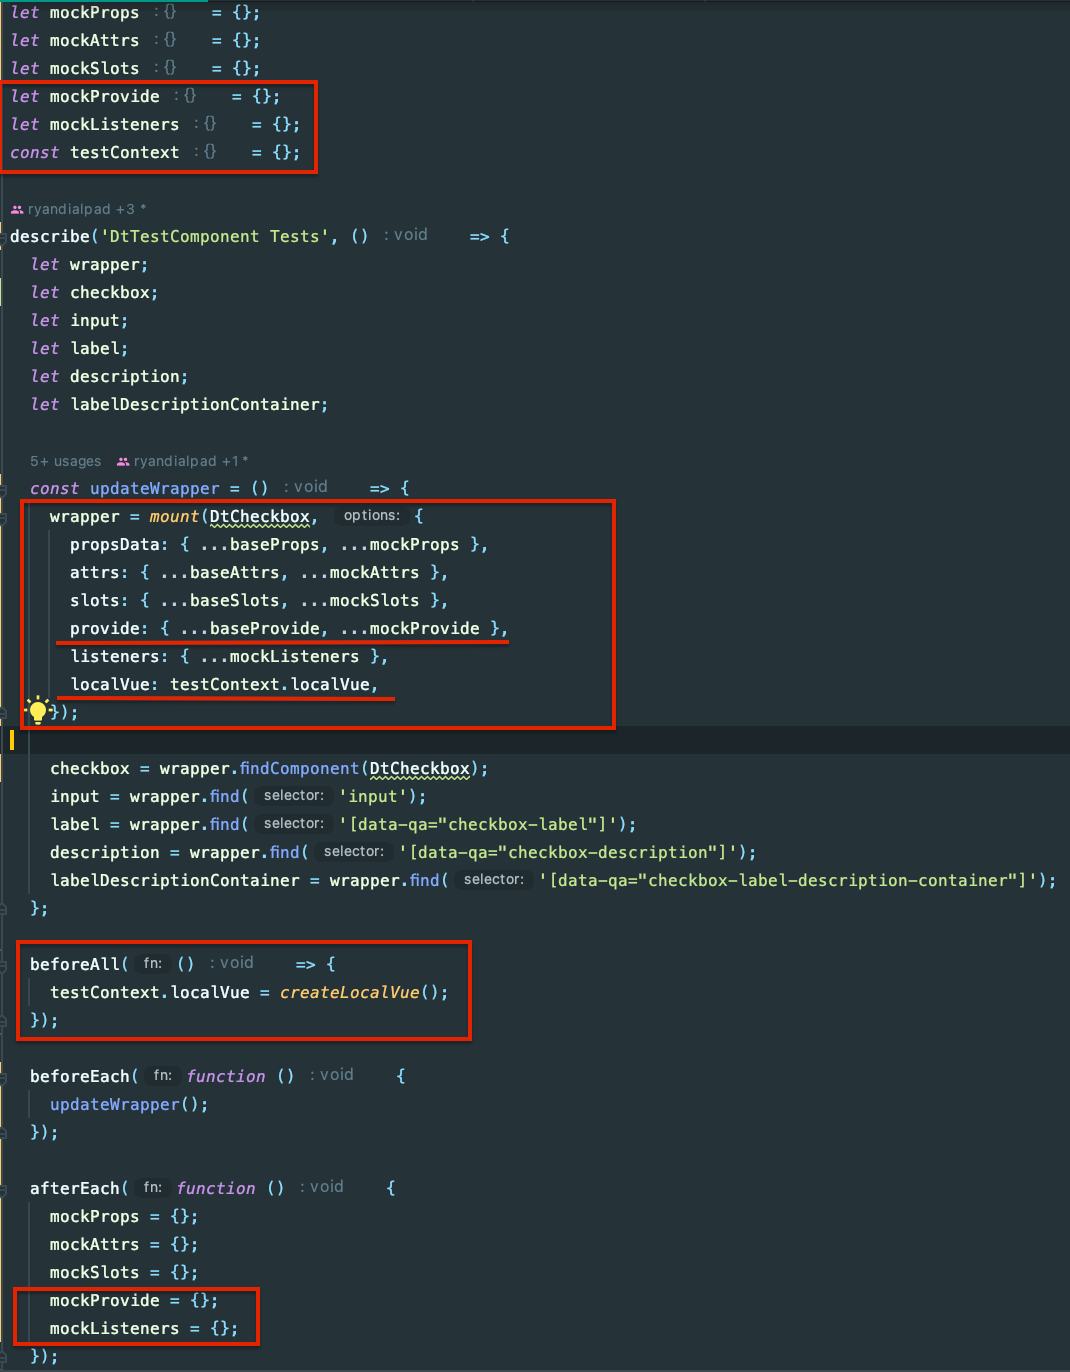 let mockProps :{} = {};
let mockAttrs :{} = {};
let mockSlots :{} = {};
let mockProvide :{} = {};
let mockListeners :{} = {};
const testContext :{} = {};
ryandialpad +3 *
describe('DtTestComponent Tests', () :void => {
let wrapper;
let checkbox;
let input;
let label;
let description;
let labelDescriptionContainer;
5+ usages ryandialpad +1 *
const updateWrapper = () :void => {
wrapper = mount(DtCheckbox, options: {
propsData: { ...baseProps, ...mockProps },
attrs: { ...baseAttrs, ...mockAttrs },
slots: { ...baseSlots, ...mockSlots },
provide: { ...baseProvide, ...mockProvide },
listeners: { ...mockListeners },
localVue: testContext.localVue,
});
checkbox = wrapper.findComponent(DtCheckbox);
input = wrapper.find( selector: 'input');
label = wrapper.find( selector: '[data-qa="checkbox-label"]');
description = wrapper.find( selector: '[data-qa="checkbox-description"]');
labelDescriptionContainer = wrapper.find( selector: '[data-qa="checkbox-label-description-container"]');
};
beforeAll( fn: () :void => {
testContext.localVue = createLocalVue();
});
beforeEach( fn: function () :void {
updateWrapper();
});
afterEach( fn: function () :void {
mockProps = {};
mockAttrs = {};
mockSlots = {};
mockProvide = {};
mockListeners = {};
});